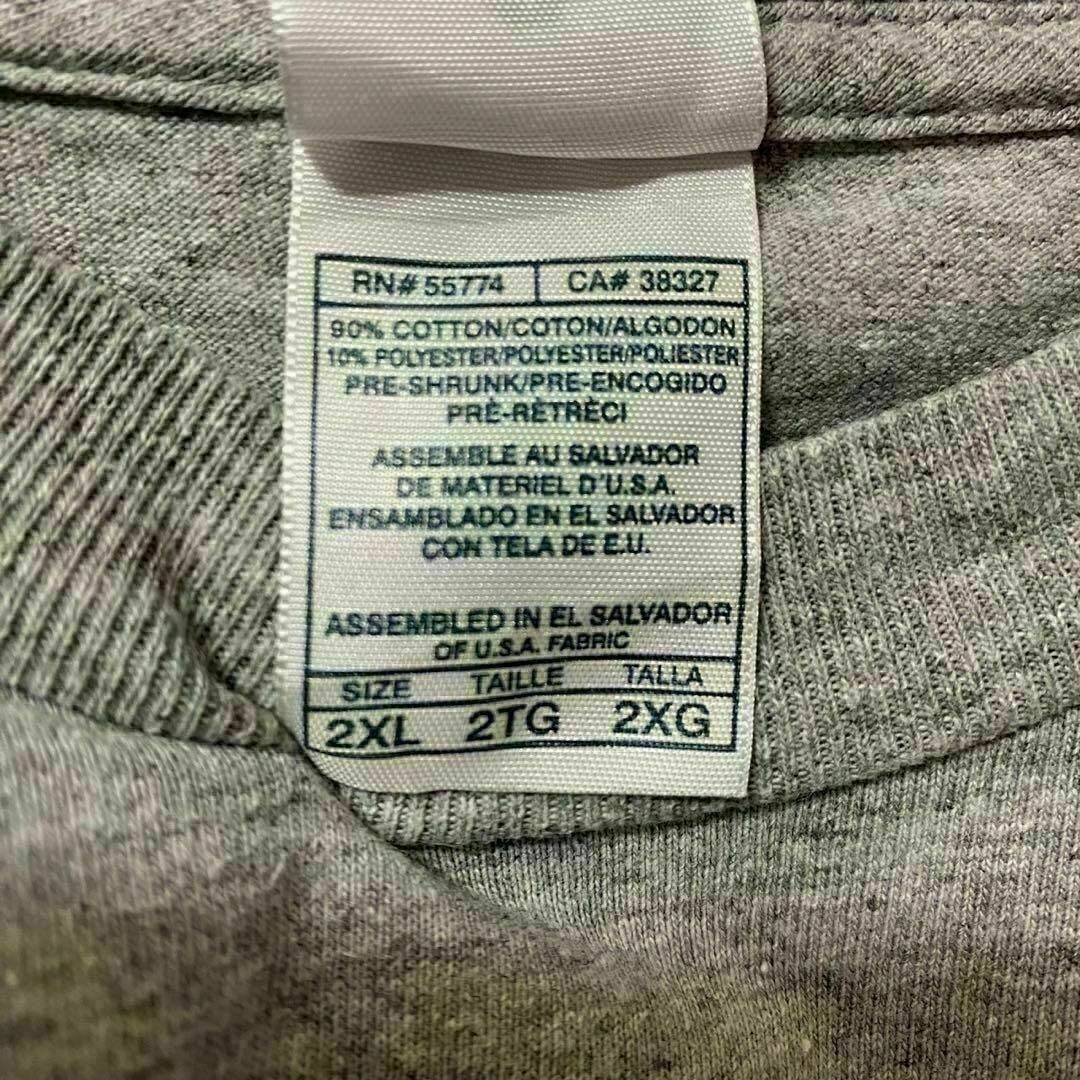 RN# 55774 CA# 38327
90% COTTON/COTON/ALGODON
10% POLYESTER/POLYESTER/POLIESTER
PRE-SHRUNK/PRE-ENCOGIDO
PRÉ-RÉTRÉCI
ASSEMBLE AU SALVADOR
DE MATERIEL D'U.S.A.
ENSAMBLADO EN EL SALVADOR
CON TELA DE E.U.
ASSEMBLED IN EL SALVADOR
OF U.S.A. FABRIC
SIZE TAILLE TALLA
2XL 2TG 2XG